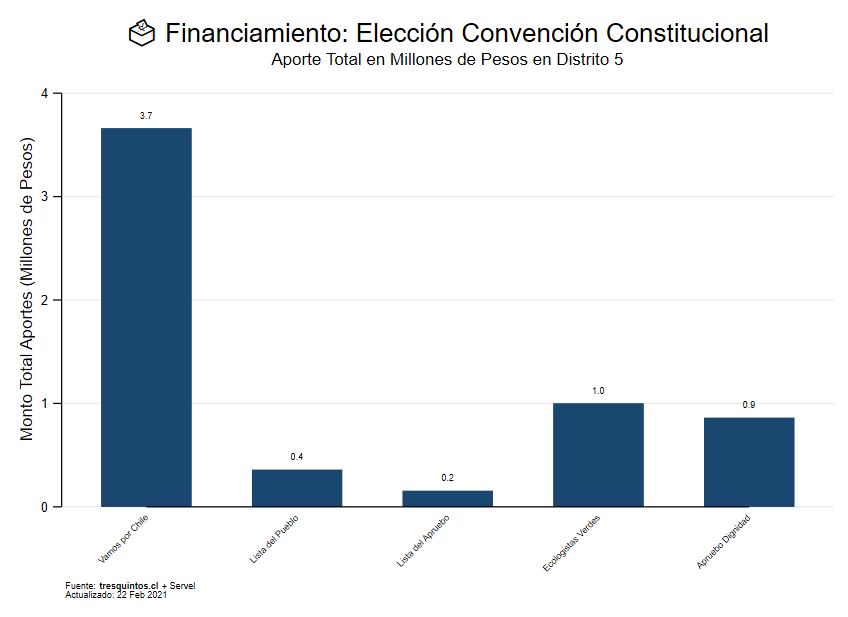 Financiamiento: Elección Convención Constitucional
Aporte Total en Millones de Pesos en Distrito 5
Monto Total Aportes (Millones de Pesos)
4
3
2
1
0
3.7
0.4
0.2
1.0
0.9
Vamos por Chile
Lista del Pueblo
Lista del Apruebo
Ecologistas Verdes
Apruebo Dignidad
Fuente: tresquintos.cl + Servel
Actualizado: 22 Feb 2021